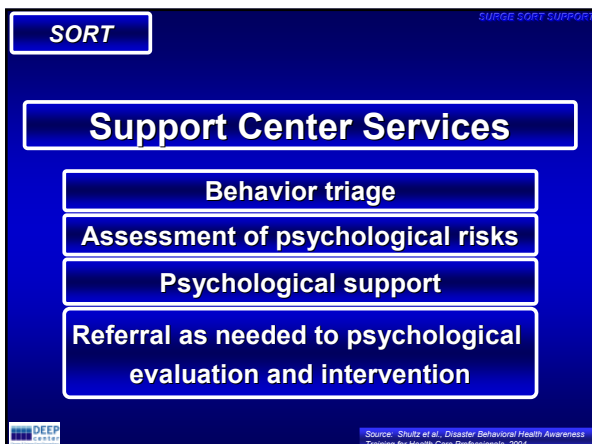 SURGE SORT SUPPORT
SORT
Support Center Services
Behavior triage
Assessment of psychological risks
Psychological support
Referral as needed to psychological
evaluation and intervention
DEEP
center
Source: Shultz et al., Disaster Behavioral Health Awareness
Training for Health Care Professionals, 2004